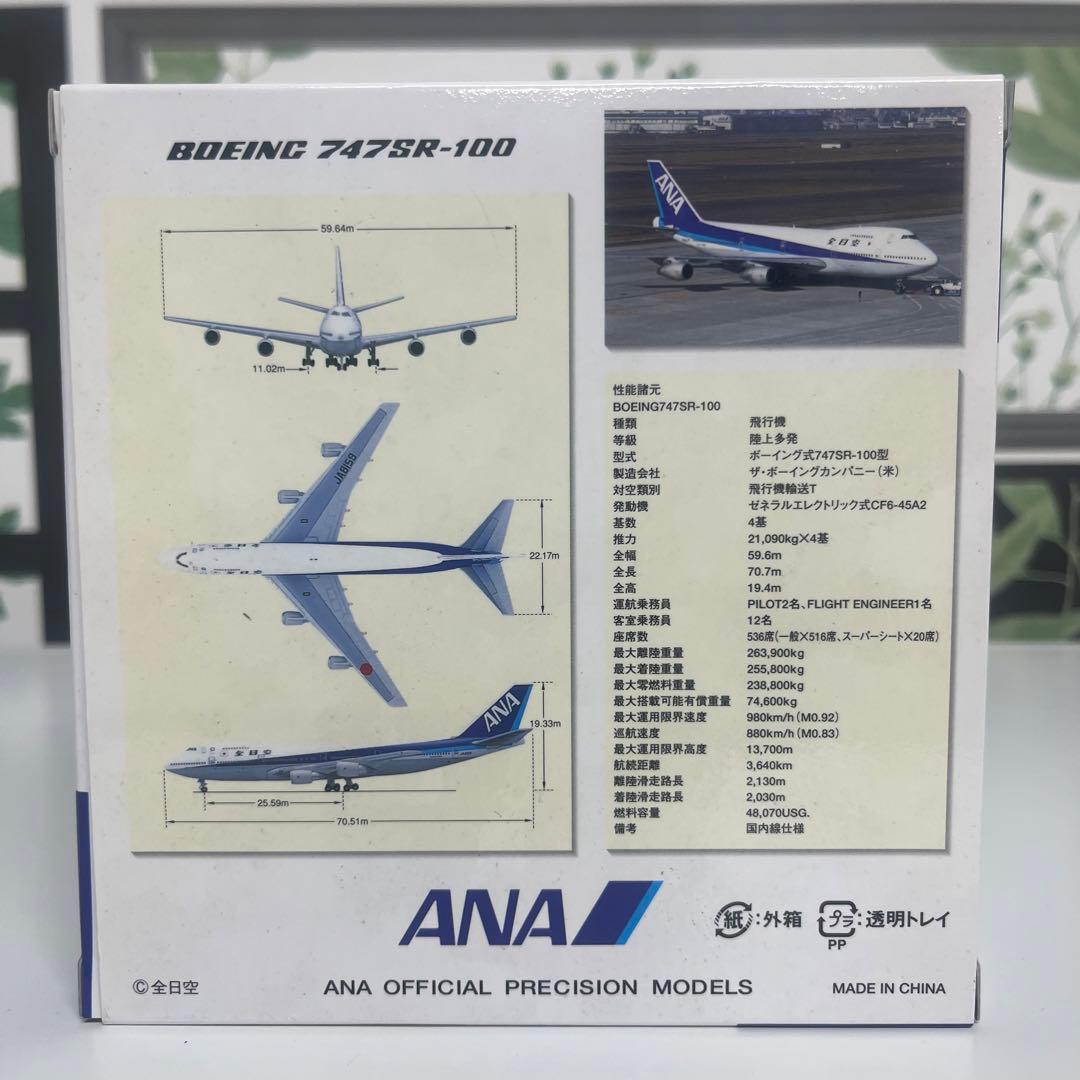 BOEING 747SR-100
59.64m
11.02m
JA8159
全日空
22.17m
ANA
19.33m
全日空
25.59m
70.51m
ANA
全日空
性能諸元
BOEING747SR-100
種類 飛行機
等級 陸上多発
型式 ボーイング式747SR-100型
製造会社 ザ・ボーイングカンパニー(米)
対空類別 飛行機輸送T
発動機 ゼネラルエレクトリック式CF6-45A2
基数 4基
推力 21,090kg×4基
全幅 59.6m
全長 70.7m
全高 19.4m
運航乗務員 PILOT2名、FLIGHT ENGINEER1名
客室乗務員 12名
座席数 536席(一般×516席、スーパーシート×20席)
最大離陸重量 263,900kg
最大着陸重量 255,800kg
最大零燃料重量 238,800kg
最大搭載可能有償重量 74,600kg
最大運用限界速度 980km/h(M0.92)
巡航速度 880km/h(M0.83)
最大運用限界高度 13,700m
航続距離 3,640km
離陸滑走路長 2,130m
着陸滑走路長 2,030m
燃料容量 48,070USG.
備考 国内線仕様
ANA
紙:外箱 プラ:透明トレイ
PP
©全日空
ANA OFFICIAL PRECISION MODELS
MADE IN CHINA